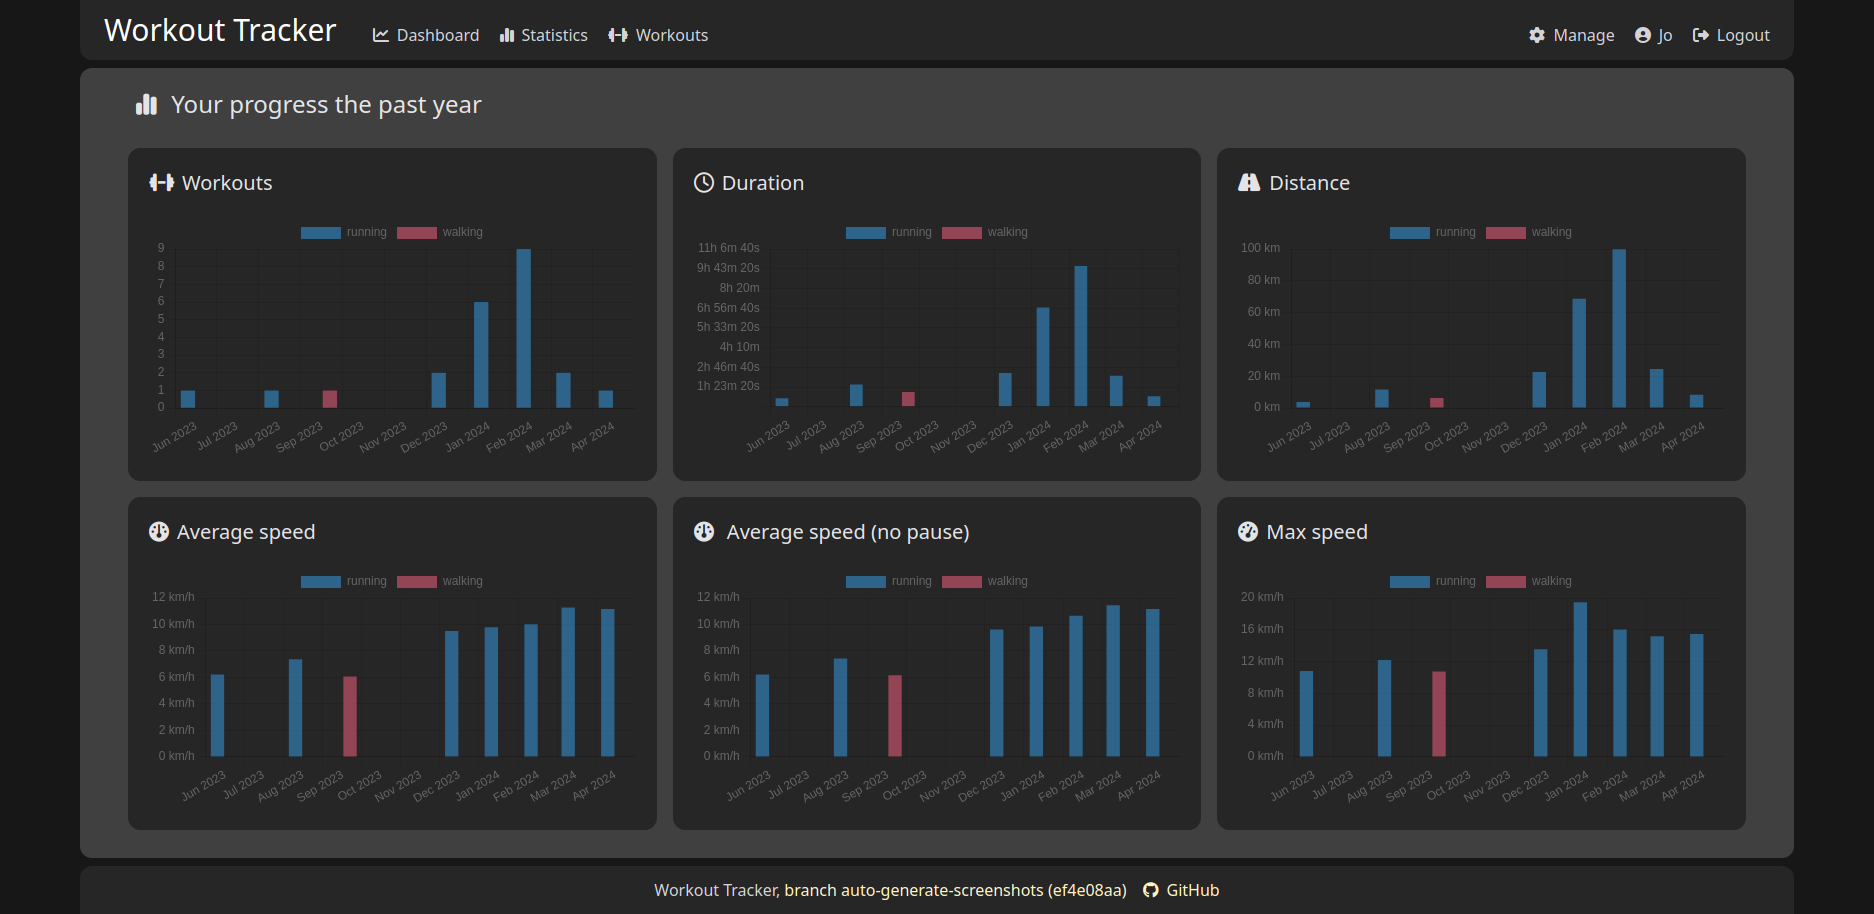 Workout Tracker Dashboard Statistics Workouts Manage Jo Logout
Your progress the past year
Workouts
running walking
9
8
7
6
5
4
3
2
1
0
Jun 2023 Jul 2023 Aug 2023 Sep 2023 Oct 2023 Nov 2023 Dec 2023 Jan 2024 Feb 2024 Mar 2024 Apr 2024
Duration
running walking
11h 6m 40s
9h 43m 20s
8h 20m
6h 56m 40s
5h 33m 20s
4h 10m
2h 46m 40s
1h 23m 20s
Jun 2023 Jul 2023 Aug 2023 Sep 2023 Oct 2023 Nov 2023 Dec 2023 Jan 2024 Feb 2024 Mar 2024 Apr 2024
Distance
running walking
100 km
80 km
60 km
40 km
20 km
0 km
Jun 2023 Jul 2023 Aug 2023 Sep 2023 Oct 2023 Nov 2023 Dec 2023 Jan 2024 Feb 2024 Mar 2024 Apr 2024
Average speed
running walking
12 km/h
10 km/h
8 km/h
6 km/h
4 km/h
2 km/h
0 km/h
Jun 2023 Jul 2023 Aug 2023 Sep 2023 Oct 2023 Nov 2023 Dec 2023 Jan 2024 Feb 2024 Mar 2024 Apr 2024
Average speed (no pause)
running walking
12 km/h
10 km/h
8 km/h
6 km/h
4 km/h
2 km/h
0 km/h
Jun 2023 Jul 2023 Aug 2023 Sep 2023 Oct 2023 Nov 2023 Dec 2023 Jan 2024 Feb 2024 Mar 2024 Apr 2024
Max speed
running walking
20 km/h
16 km/h
12 km/h
8 km/h
4 km/h
0 km/h
Jun 2023 Jul 2023 Aug 2023 Sep 2023 Oct 2023 Nov 2023 Dec 2023 Jan 2024 Feb 2024 Mar 2024 Apr 2024
Workout Tracker, branch auto-generate-screenshots (ef4e08aa) GitHub